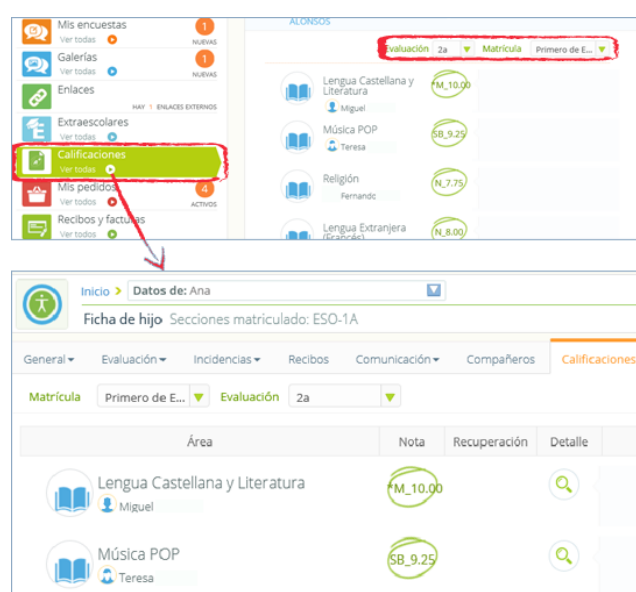 Mis encuestas
Ver todas
1
NUEVAS
Galerías
Ver todas
1
NUEVAS
Enlaces
HAY 1 ENLACES EXTERNOS
Extraescolares
Ver todas
Calificaciones
Ver todas
Mis pedidos
Ver todos
4
ACTIVOS
Recibos y facturas
Ver todos
ALONSOS
Evaluación 2a Matrícula Primero de E...
Lengua Castellana y
Literatura
Miguel
*M_10.00
Música POP
Teresa
SB_9.25
Religión
Fernando
N_7.75
Lengua Extranjera
(Francés)
N_8.00
Inicio > Datos de: Ana
Ficha de hijo Secciones matriculado: ESO-1A
General Evaluación Incidencias Recibos Comunicación Compañeros Calificaciones
Matrícula Primero de E... Evaluación 2a
Área Nota Recuperación Detalle
Lengua Castellana y Literatura
Miguel
*M_10.00
Música POP
Teresa
SB_9.25